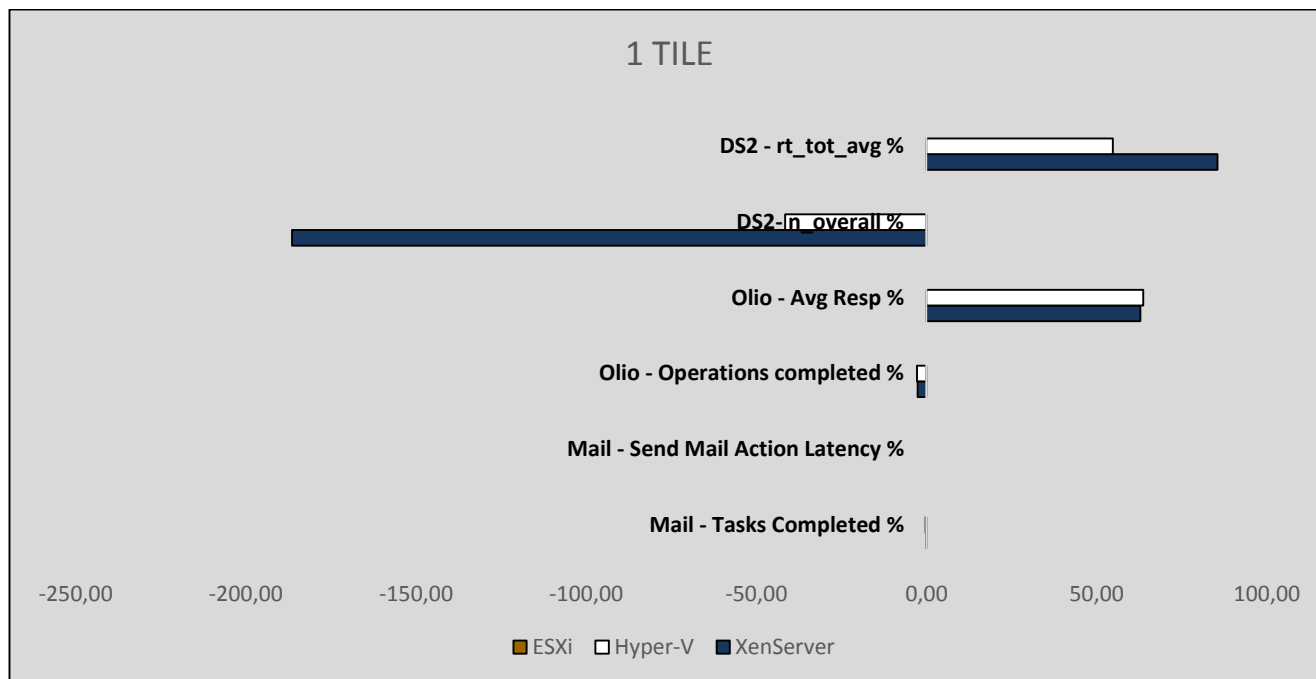 1 TILE
DS2 - rt_tot_avg %
DS2- n_overall %
Olio - Avg Resp %
Olio - Operations completed %
Mail - Send Mail Action Latency %
Mail - Tasks Completed %
-250,00 -200,00 -150,00 -100,00 -50,00 0,00 50,00 100,00
ESXi Hyper-V XenServer